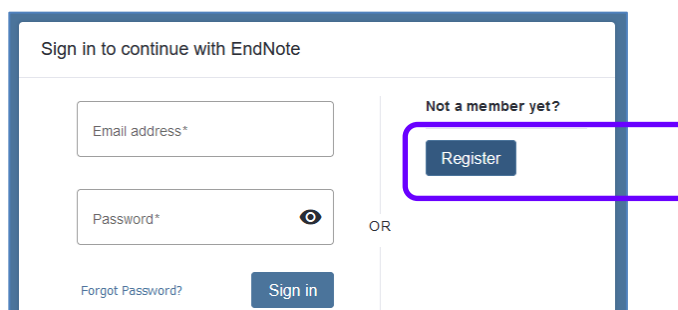 Sign in to continue with EndNote
Email address*
Password*
Forgot Password?
Sign in
OR
Not a member yet?
Register